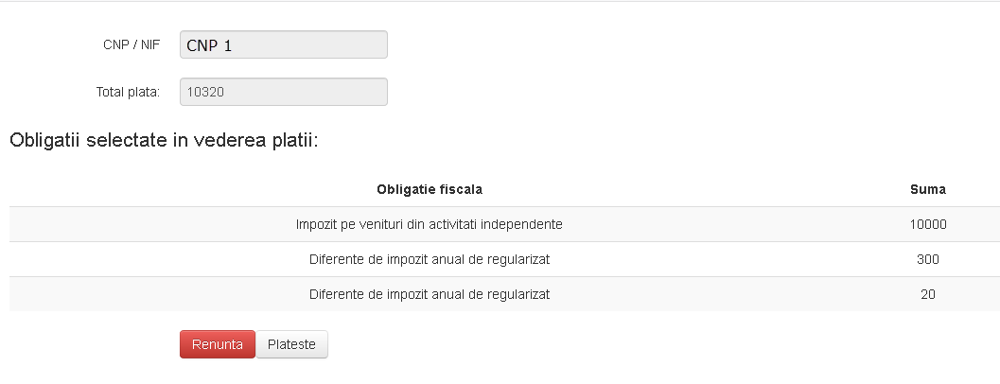 CNP / NIF CNP 1
Total plata: 10320
Obligatii selectate in vederea platii:
Obligatie fiscala Suma
Impozit pe venituri din activitati independente 10000
Diferente de impozit anual de regularizat 300
Diferente de impozit anual de regularizat 20
Renunta Plateste